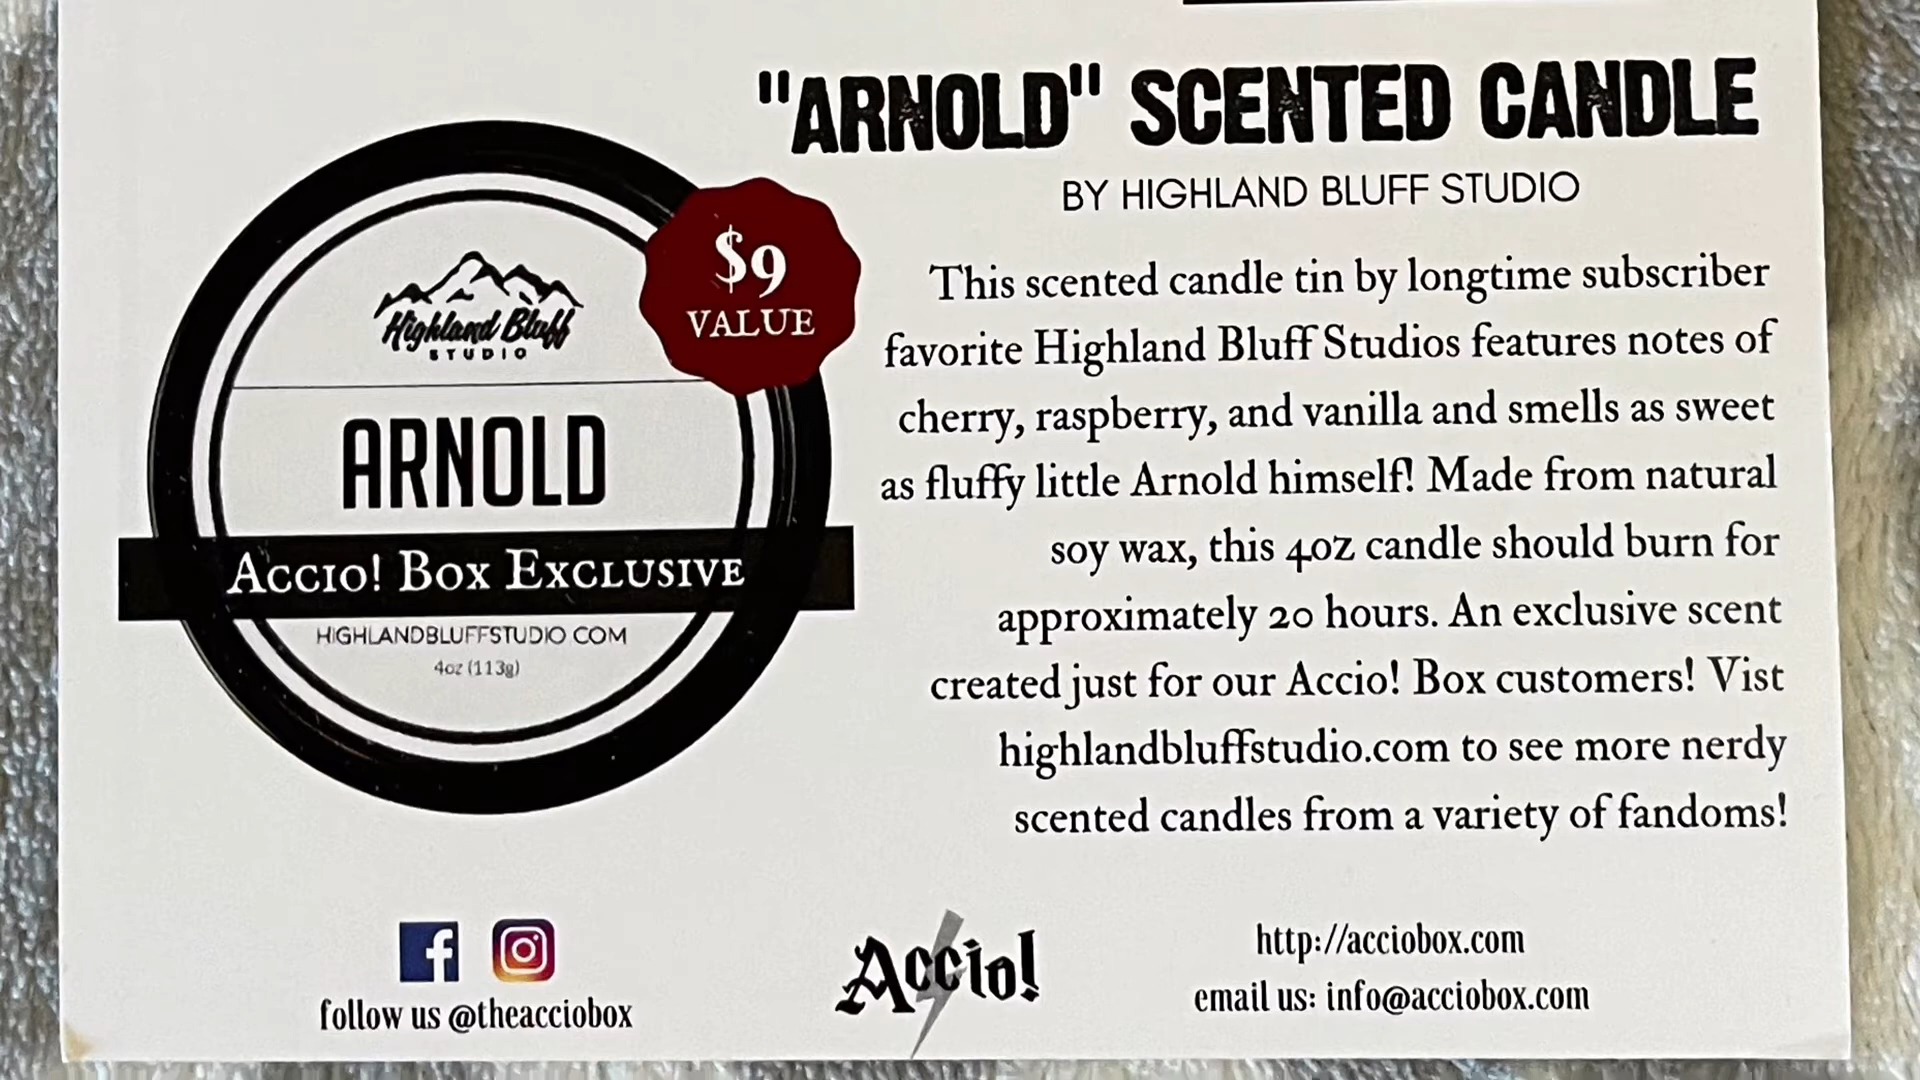 "ARNOLD" SCENTED CANDLE
BY HIGHLAND BLUFF STUDIO
$9
VALUE
Highland Bluff
STUDIO
ARNOLD
Accio! Box Exclusive
HIGHLANDBLUFFSTUDIO.COM
4oz (113g)
This scented candle tin by longtime subscriber
favorite Highland Bluff Studios features notes of
cherry, raspberry, and vanilla and smells as sweet
as fluffy little Arnold himself! Made from natural
soy wax, this 4oz candle should burn for
approximately 20 hours. An exclusive scent
created just for our Accio! Box customers! Vist
highlandbluffstudio.com to see more nerdy
scented candles from a variety of fandoms!
follow us @theacciobox
Accio!
http://acciobox.com
email us: info@acciobox.com